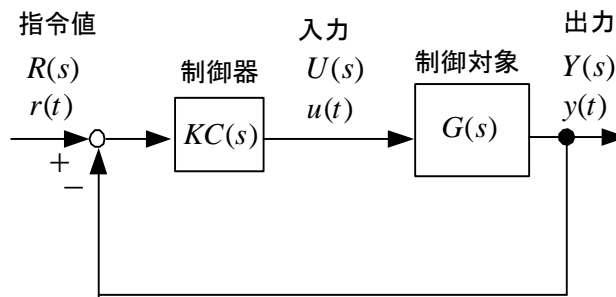 指令値
R(s)
r(t)
+
−
制御器
KC(s)
入力
U(s)
u(t)
制御対象
G(s)
出力
Y(s)
y(t)